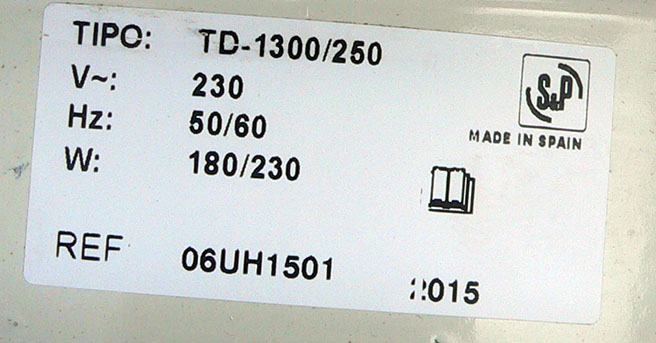 TIPO: TD-1300/250
V~: 230
Hz: 50/60
W: 180/230
S&P
MADE IN SPAIN
REF 06UH1501 2015